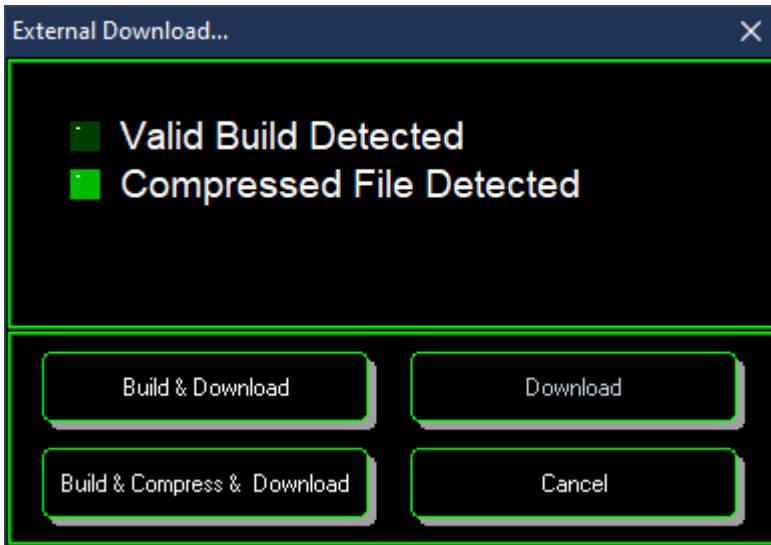 External Download...
Valid Build Detected
Compressed File Detected
Build & Download
Download
Build & Compress &  Download
Cancel